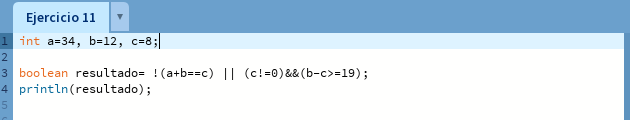 Ejercicio 11 ▼
1 int a=34, b=12, c=8;
2
3 boolean resultado= !(a+b==c) || (c!=0)&&(b-c>=19);
4 println(resultado);
5